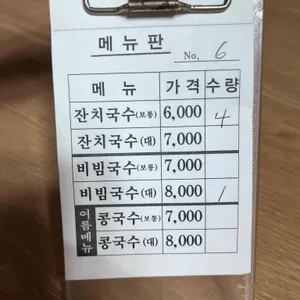 메뉴판
No. 6
메뉴 가격 수량
잔치국수(보통) 6,000 4
잔치국수(대) 7,000
비빔국수(보통) 7,000
비빔국수(대) 8,000 1
여름메뉴 콩국수(보통) 7,000
콩국수(대) 8,000